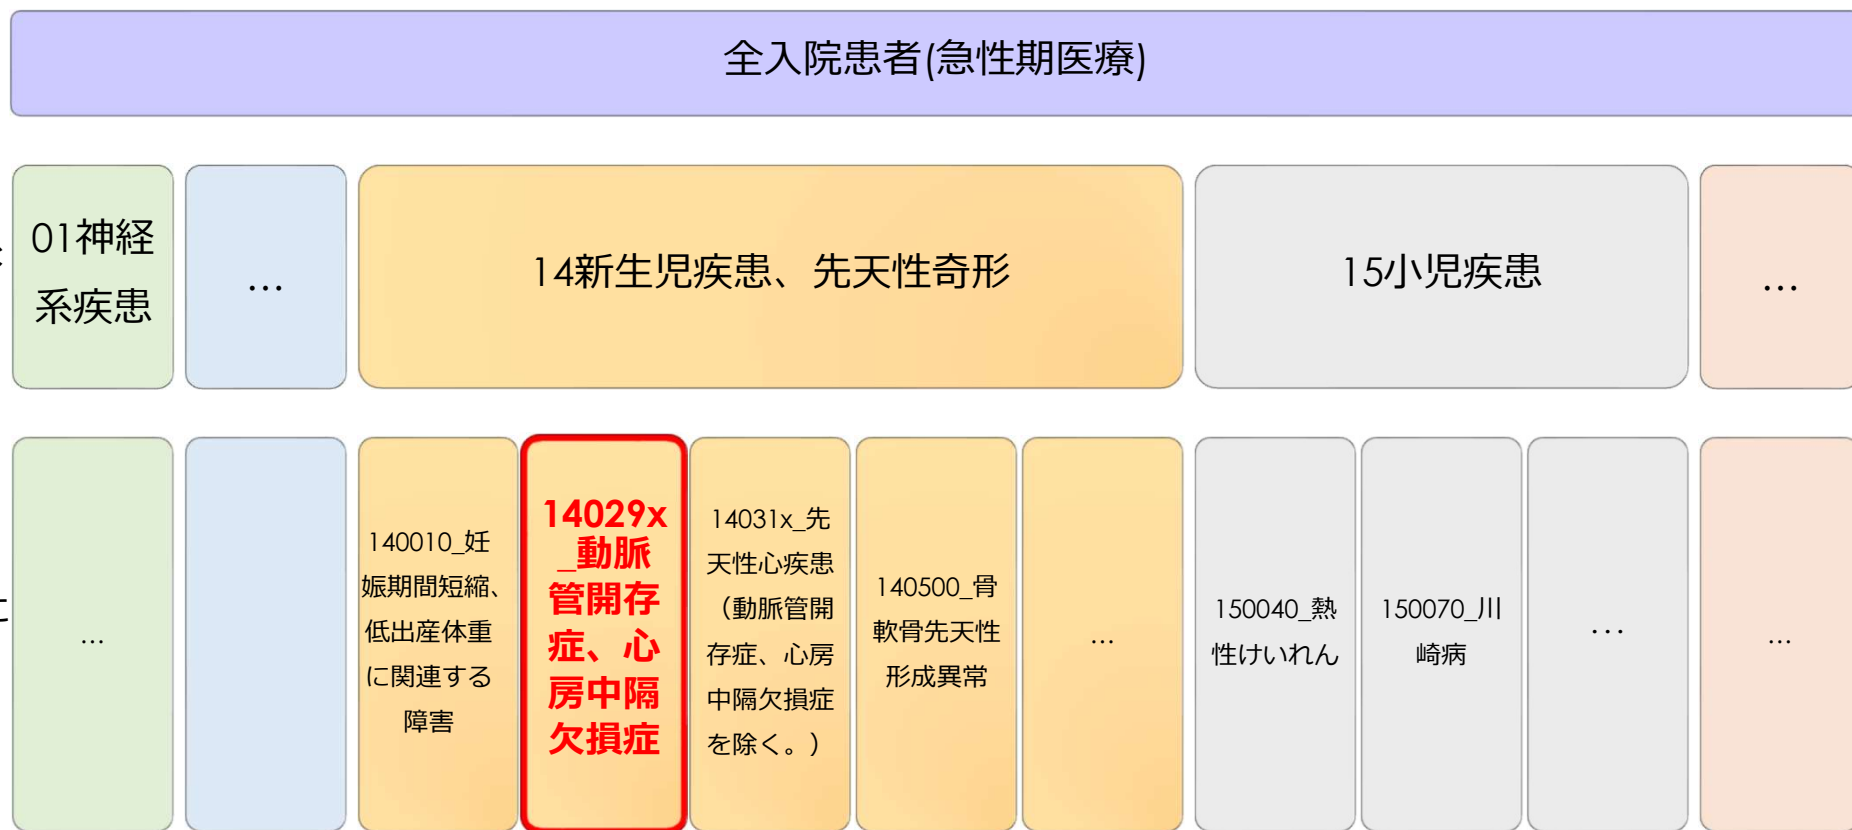 全入院患者(急性期医療)
01神経
系疾患
…
14新生児疾患、先天性奇形
15小児疾患
…
…
140010_妊
娠期間短縮、
低出産体重
に関連する
障害
14029x
_動脈
管開存
症、心
房中隔
欠損症
14031x_先
天性心疾患
（動脈管開
存症、心房
中隔欠損症
を除く。）
140500_骨
軟骨先天性
形成異常
…
150040_熱
性けいれん
150070_川
崎病
…
…